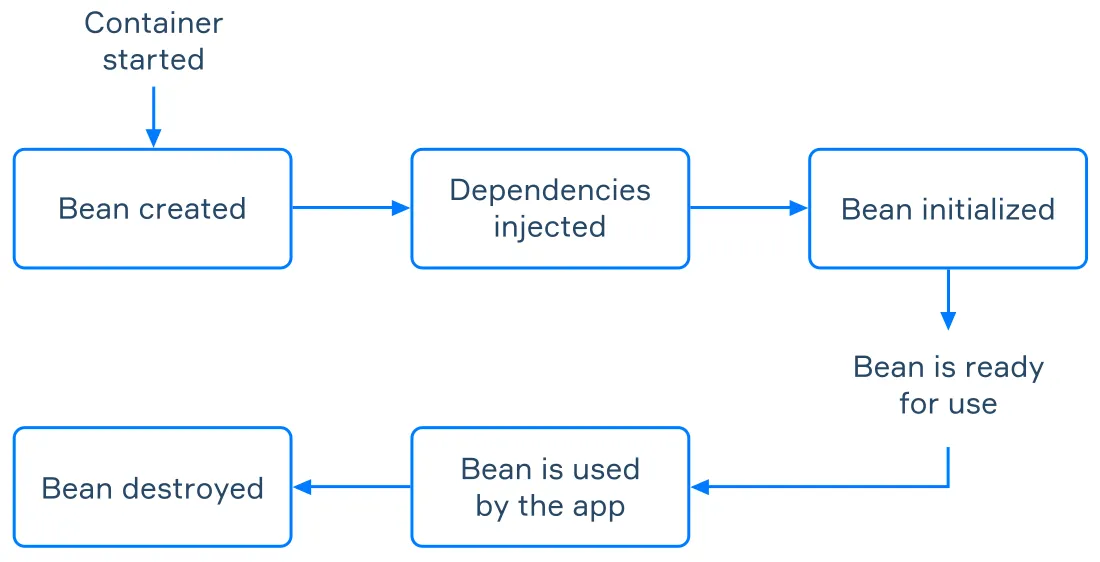 Container
started
Bean created
Dependencies
injected
Bean initialized
Bean is ready
for use
Bean is used
by the app
Bean destroyed